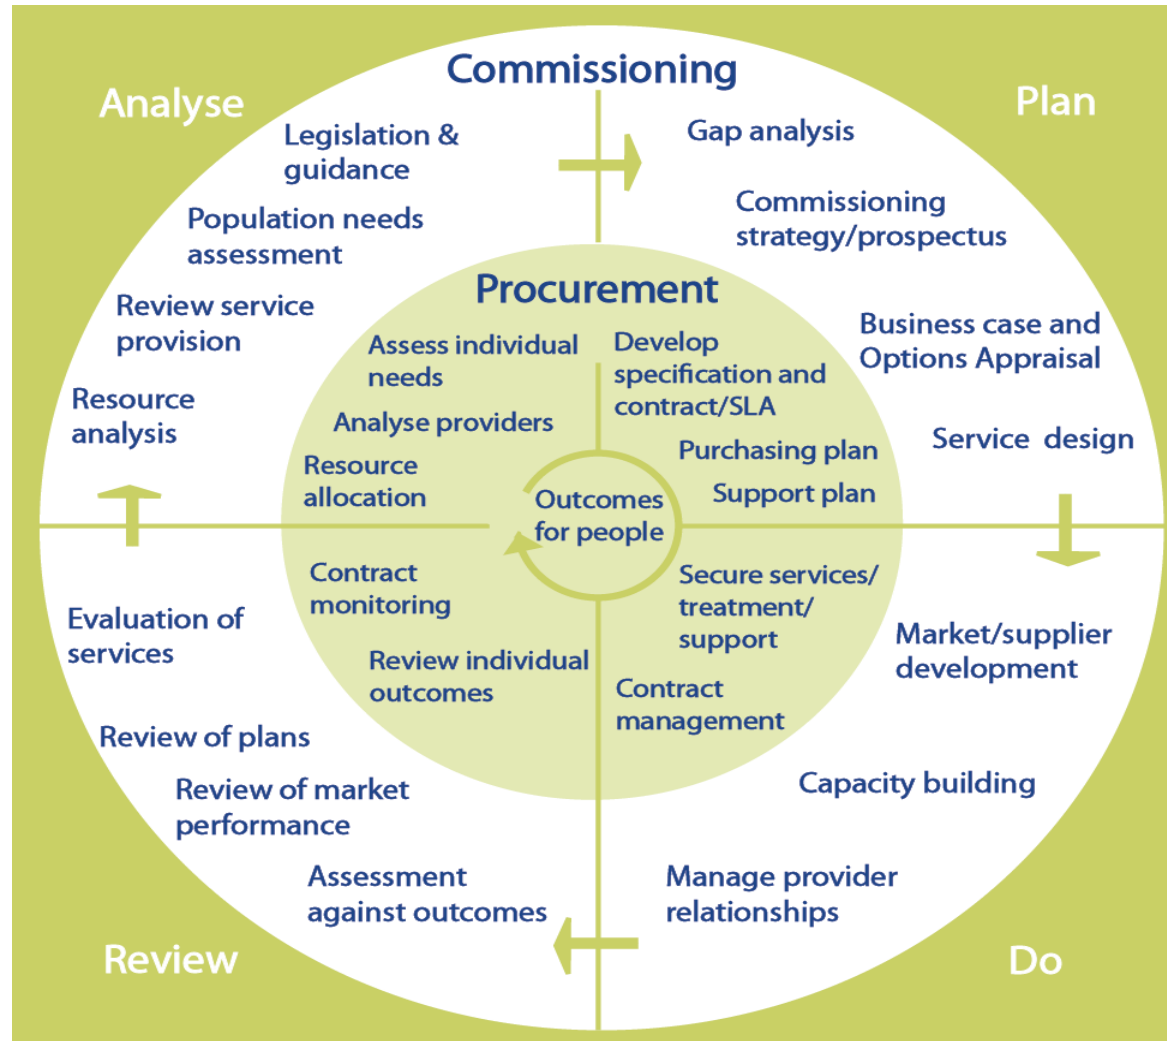 Commissioning
Analyse
Plan
Legislation &
guidance
Population needs
assessment
Review service
provision
Resource
analysis
Gap analysis
Commissioning
strategy/prospectus
Business case and
Options Appraisal
Service design
Procurement
Assess individual
needs
Analyse providers
Resource
allocation
Develop
specification and
contract/SLA
Purchasing plan
Support plan
Outcomes
for people
Contract
monitoring
Review individual
outcomes
Secure services/
treatment/
support
Contract
management
Evaluation of
services
Review of plans
Review of market
performance
Assessment
against outcomes
Market/supplier
development
Capacity building
Manage provider
relationships
Review
Do